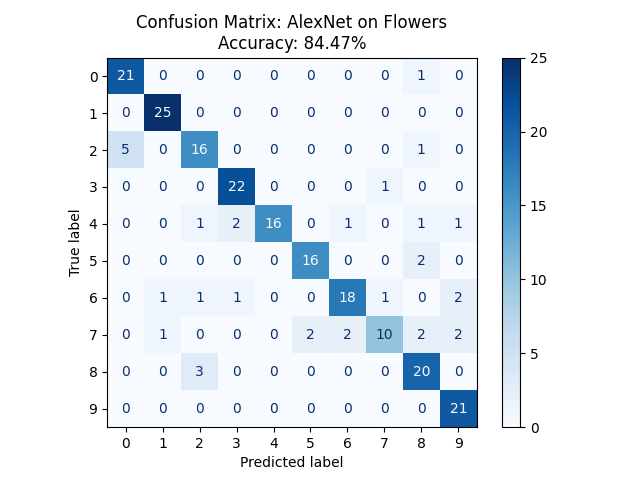 Confusion Matrix: AlexNet on Flowers
Accuracy: 84.47%
0 21 0 0 0 0 0 0 0 1 0
1 0 25 0 0 0 0 0 0 0 0
2 5 0 16 0 0 0 0 0 1 0
3 0 0 0 22 0 0 0 1 0 0
4 0 0 1 2 16 0 1 0 1 1
5 0 0 0 0 0 16 0 0 2 0
6 0 1 1 1 0 0 18 1 0 2
7 0 1 0 0 0 2 2 10 2 2
8 0 0 3 0 0 0 0 0 20 0
9 0 0 0 0 0 0 0 0 0 21
0 1 2 3 4 5 6 7 8 9
Predicted label
True label
25
20
15
10
5
0